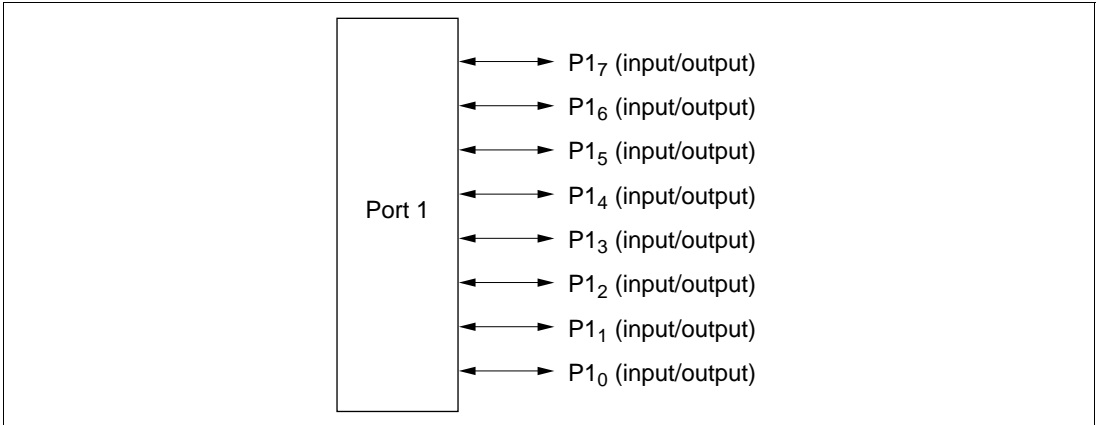 P1₇ (input/output)
P1₆ (input/output)
P1₅ (input/output)
P1₄ (input/output)
Port 1
P1₃ (input/output)
P1₂ (input/output)
P1₁ (input/output)
P1₀ (input/output)